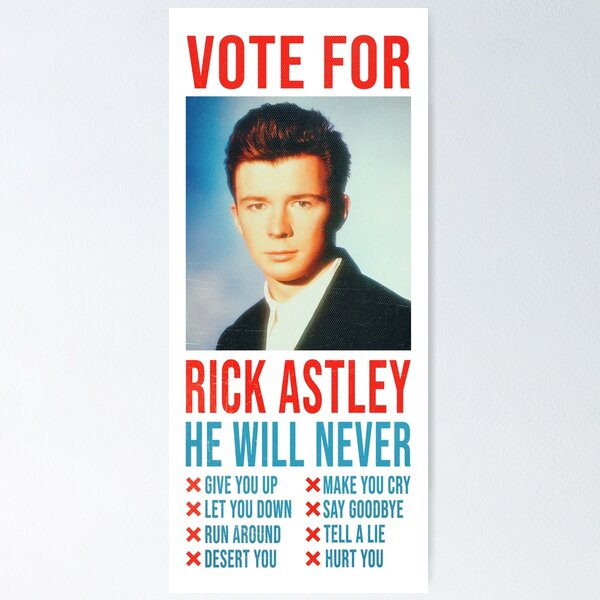 VOTE FOR
RICK ASTLEY
HE WILL NEVER
GIVE YOU UP
LET YOU DOWN
RUN AROUND
DESERT YOU
MAKE YOU CRY
SAY GOODBYE
TELL A LIE
HURT YOU